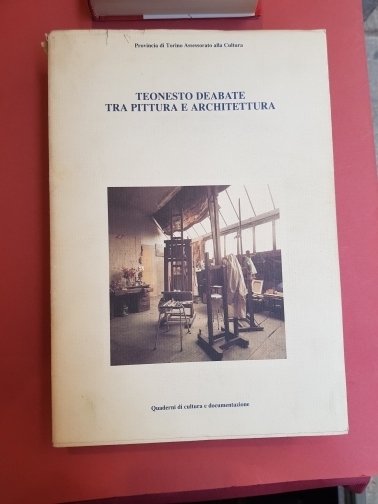 Provincia di Torino Assessorato alla Cultura
TEONESTO DEABATE
TRA PITTURA E ARCHITETTURA
Quaderni di cultura e documentazione